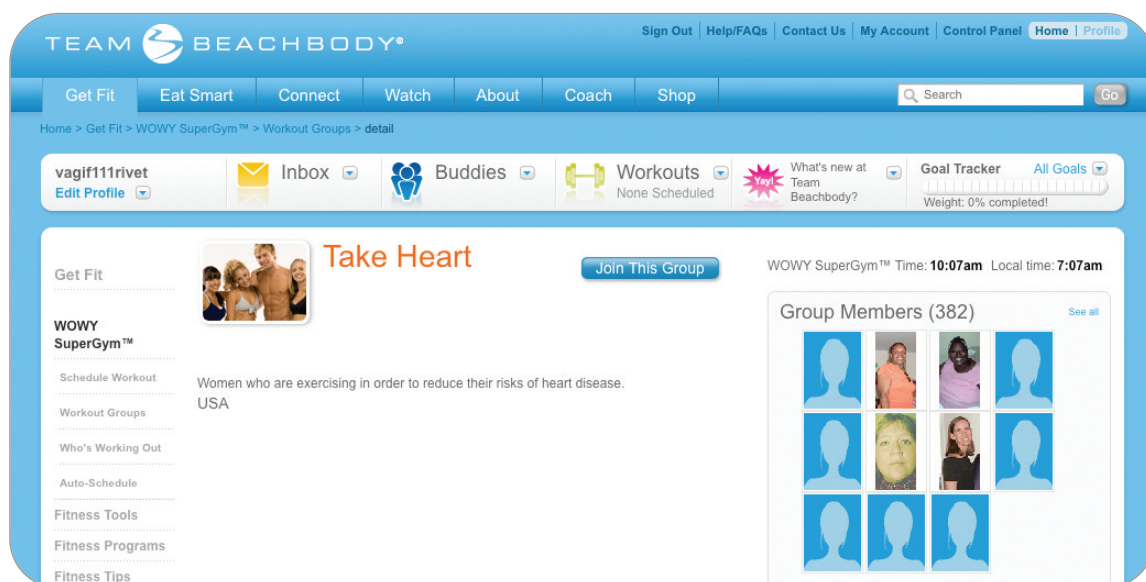 TEAM BEACHBODY®
Sign Out | Help/FAQs | Contact Us | My Account | Control Panel Home | Profile
Get Fit Eat Smart Connect Watch About Coach Shop Search Go
Home > Get Fit > WOWY SuperGym™ > Workout Groups > detail
vagif111rivet
Edit Profile
Inbox
Buddies
Workouts
None Scheduled
Yay!
What's new at
Team
Beachbody?
Goal Tracker All Goals
Weight: 0% completed!
Get Fit
WOWY
SuperGym™
Schedule Workout
Workout Groups
Who's Working Out
Auto-Schedule
Fitness Tools
Fitness Programs
Fitness Tips
Take Heart
Join This Group
Women who are exercising in order to reduce their risks of heart disease.
USA
WOWY SuperGym™ Time: 10:07am Local time: 7:07am
Group Members (382) See all